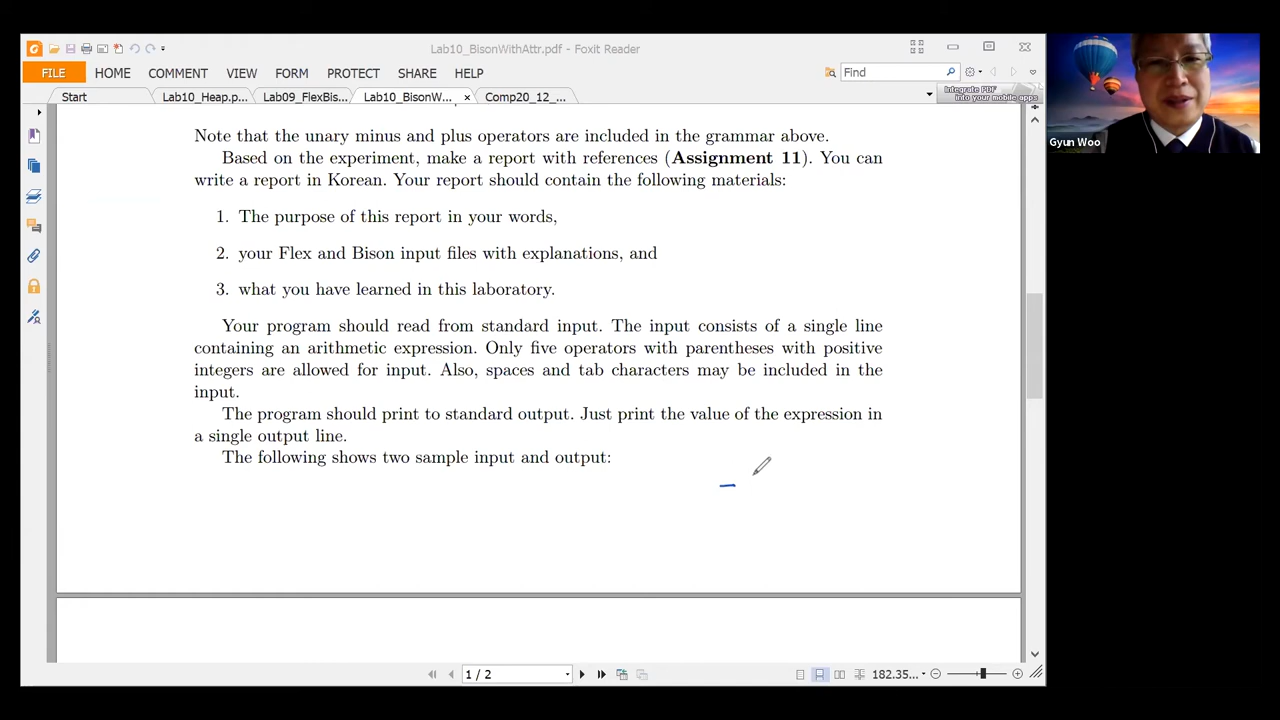 Lab10_BisonWithAttr.pdf - Foxit Reader
FILE HOME COMMENT VIEW FORM PROTECT SHARE HELP
Find
Start Lab10_Heap.p... Lab09_FlexBis... Lab10_BisonW... Comp20_12_...
Integrate PDF
into your mobile apps
Gyun Woo
Note that the unary minus and plus operators are included in the grammar above.
Based on the experiment, make a report with references (Assignment 11). You can
write a report in Korean. Your report should contain the following materials:
1. The purpose of this report in your words,
2. your Flex and Bison input files with explanations, and
3. what you have learned in this laboratory.
Your program should read from standard input. The input consists of a single line
containing an arithmetic expression. Only five operators with parentheses with positive
integers are allowed for input. Also, spaces and tab characters may be included in the
input.
The program should print to standard output. Just print the value of the expression in
a single output line.
The following shows two sample input and output:
1 / 2
182.35...